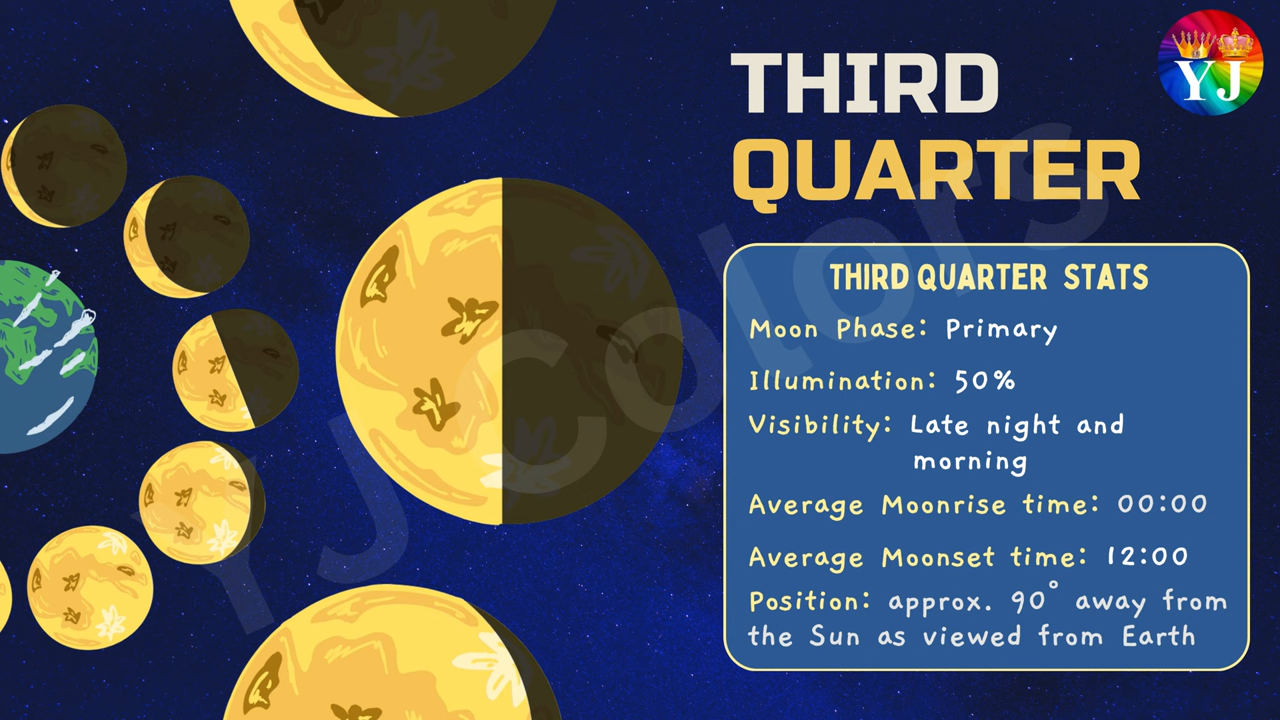 THIRD
QUARTER
YJ
THIRD QUARTER STATS
Moon Phase: Primary
Illumination: 50%
Visibility: Late night and
morning
Average Moonrise time: 00:00
Average Moonset time: 12:00
Position: approx. 90° away from
the Sun as viewed from Earth
YJ Colors